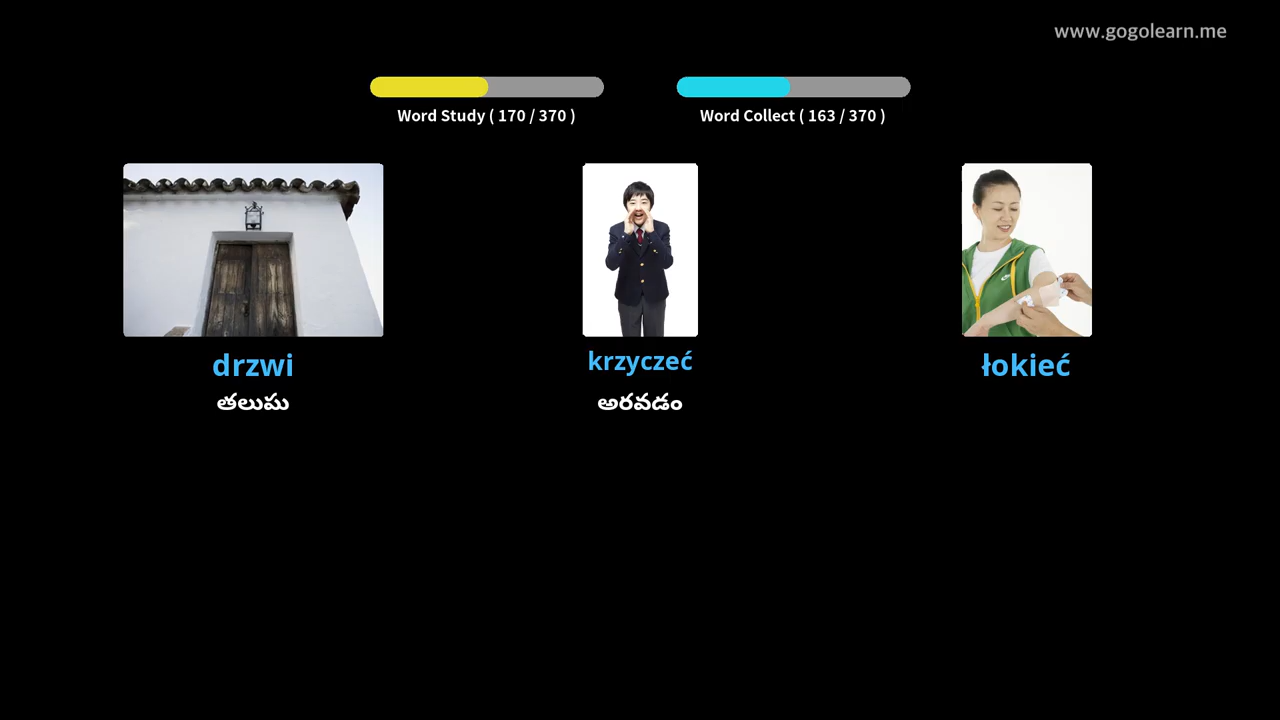 www.gogolearn.me
Word Study ( 170 / 370 )
Word Collect ( 163 / 370 )
drzwi
krzyczeć
łokieć
తలుపు
అరవడం